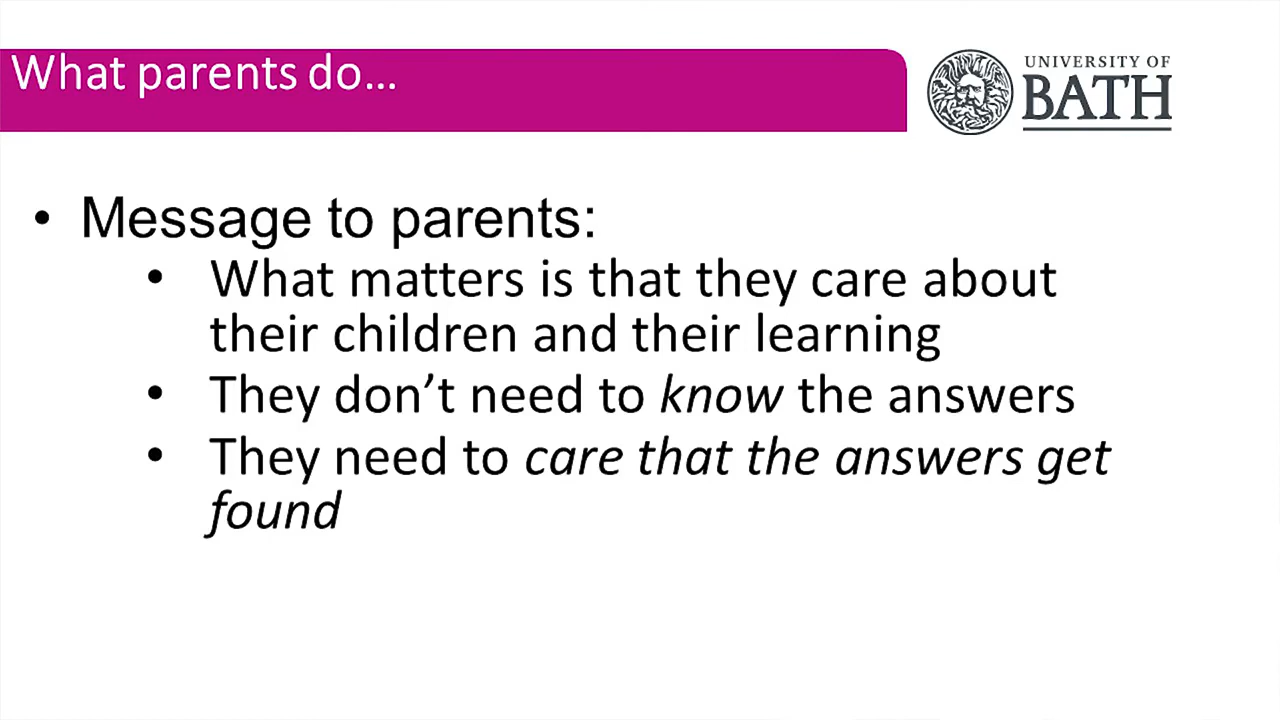 What parents do...
UNIVERSITY OF
BATH
• Message to parents:
• What matters is that they care about
their children and their learning
• They don’t need to know the answers
• They need to care that the answers get
found